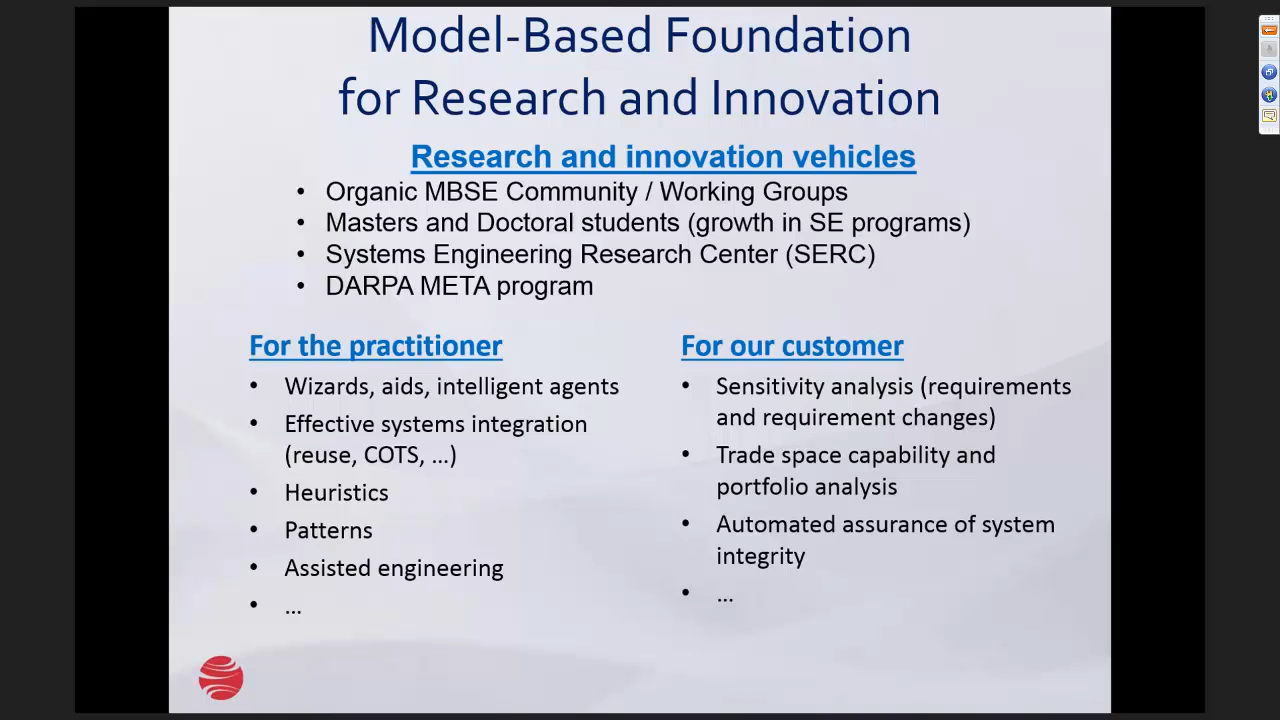 Model-Based Foundation
for Research and Innovation
Research and innovation vehicles
• Organic MBSE Community / Working Groups
• Masters and Doctoral students (growth in SE programs)
• Systems Engineering Research Center (SERC)
• DARPA META program
For the practitioner
• Wizards, aids, intelligent agents
• Effective systems integration
(reuse, COTS, ...)
• Heuristics
• Patterns
• Assisted engineering
• ...
For our customer
• Sensitivity analysis (requirements
and requirement changes)
• Trade space capability and
portfolio analysis
• Automated assurance of system
integrity
• ...